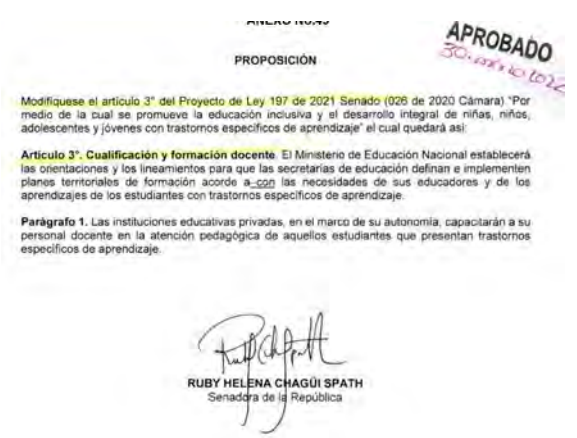 ANEXO No.49
APROBADO
PROPOSICIÓN
Modifíquese el artículo 3° del Proyecto de Ley 197 de 2021 Senado (026 de 2020 Cámara) "Por
medio de la cual se promueve la educación inclusiva y el desarrollo integral de niñas, niños,
adolescentes y jóvenes con trastornos específicos de aprendizaje" el cual quedará así:
Artículo 3°. Cualificación y formación docente. El Ministerio de Educación Nacional establecerá
las orientaciones y los lineamientos para que las secretarías de educación definan e implementen
planes territoriales de formación acorde a con las necesidades de sus educadores y de los
aprendizajes de los estudiantes con trastornos específicos de aprendizaje.
Parágrafo 1. Las instituciones educativas privadas, en el marco de su autonomía, capacitarán a su
personal docente en la atención pedagógica de aquellos estudiantes que presentan trastornos
específicos de aprendizaje.
RUBY HELENA CHAGÜI SPATH
Senadora de la República